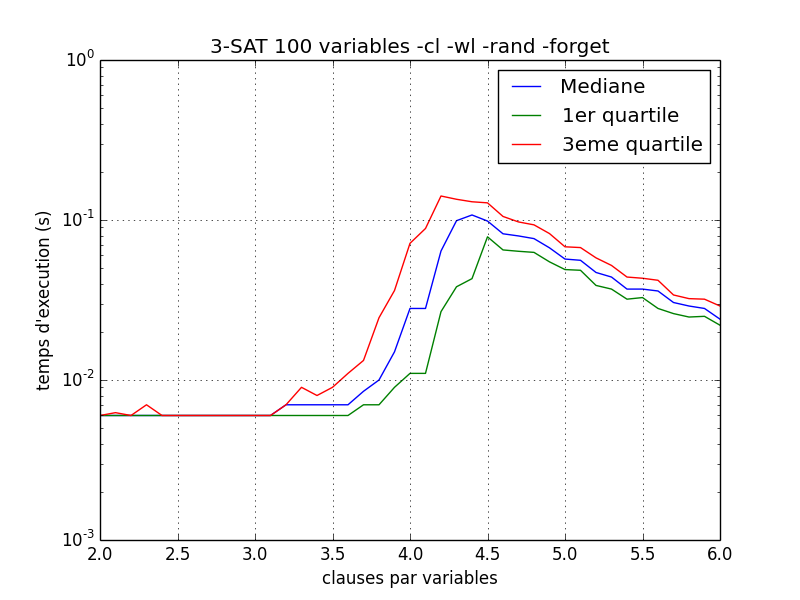 3-SAT 100 variables -cl -wl -rand -forget
Mediane
1er quartile
3eme quartile
10^0
10^-1
10^-2
10^-3
temps d'execution (s)
2.0 2.5 3.0 3.5 4.0 4.5 5.0 5.5 6.0
clauses par variables